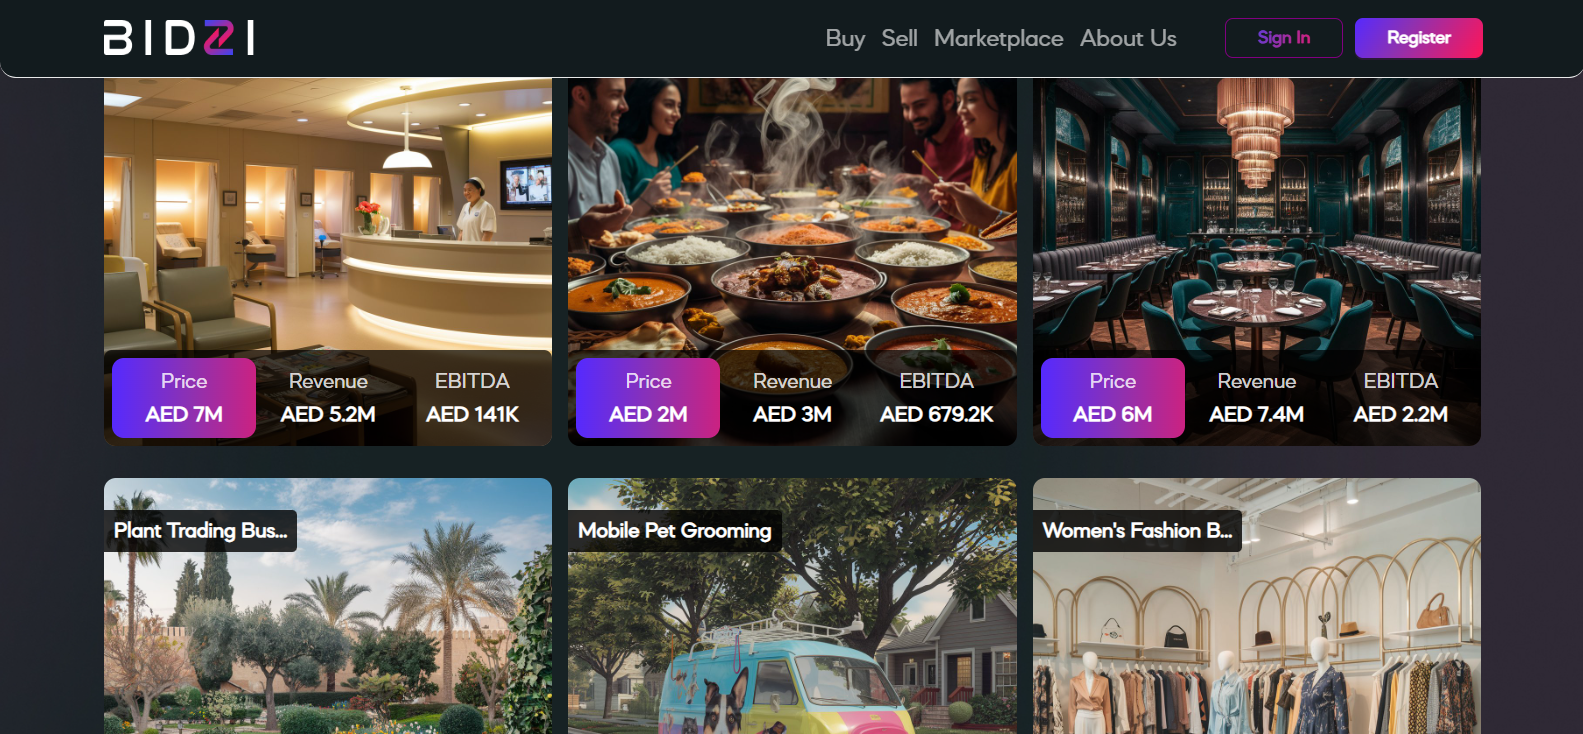 BIDZI
Buy Sell Marketplace About Us Sign In Register
Price Revenue EBITDA
AED 7M AED 5.2M AED 141K
Price Revenue EBITDA
AED 2M AED 3M AED 679.2K
Price Revenue EBITDA
AED 6M AED 7.4M AED 2.2M
Plant Trading Bus...
Mobile Pet Grooming
Women's Fashion B...